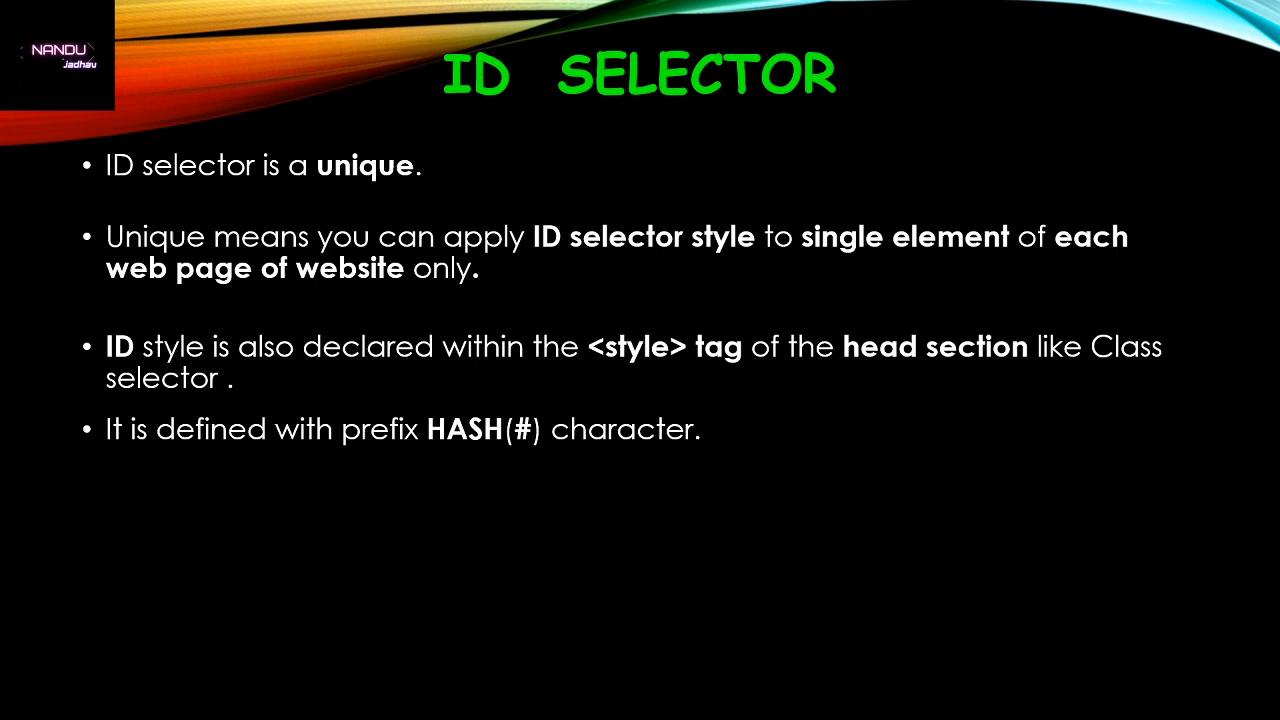 NANDU
Jadhav
ID SELECTOR
• ID selector is a unique.
• Unique means you can apply ID selector style to single element of each
web page of website only.
• ID style is also declared within the <style> tag of the head section like Class
selector .
• It is defined with prefix HASH(#) character.